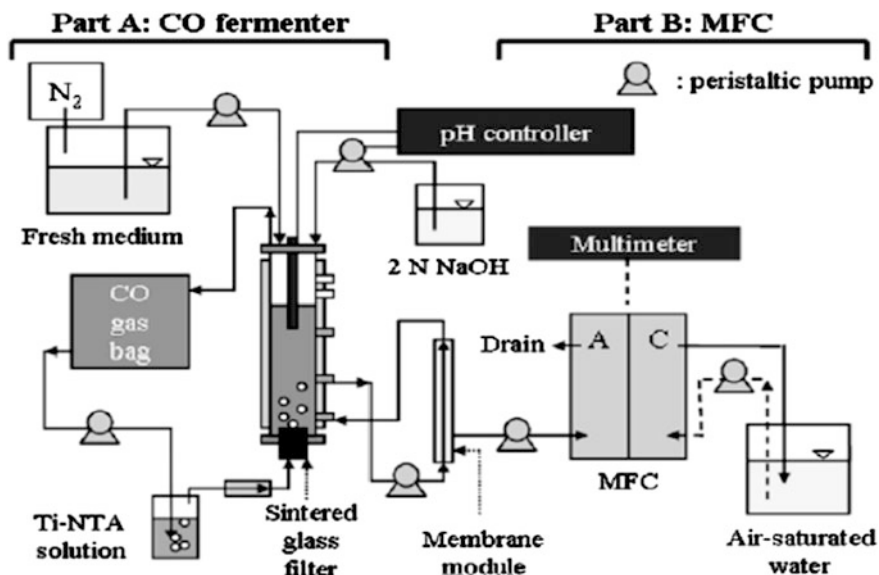 Part A: CO fermenter
Part B: MFC
N₂
: peristaltic pump
pH controller
Fresh medium
2 N NaOH
Multimeter
CO
gas
bag
Drain
A
C
MFC
Ti-NTA
solution
Sintered
glass
filter
Membrane
module
Air-saturated
water